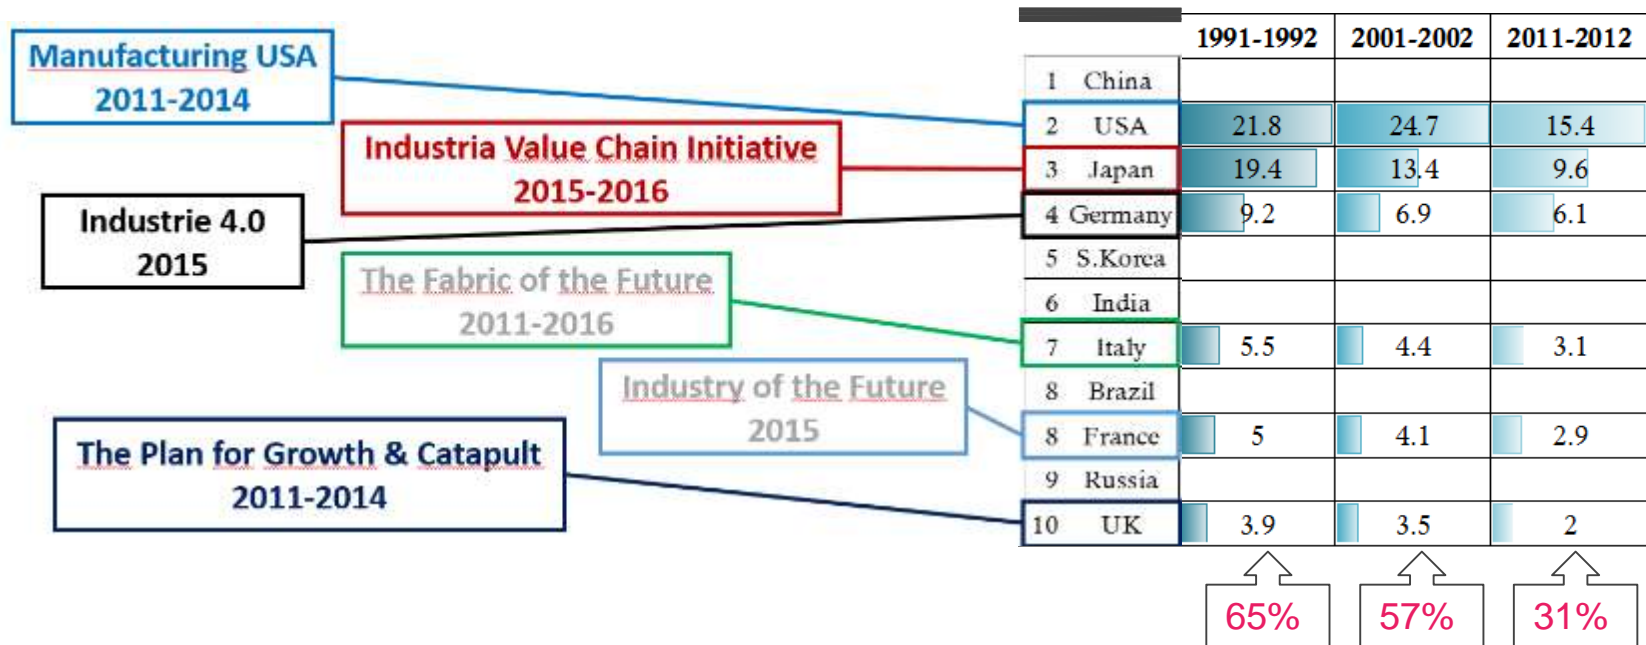 Manufacturing USA
2011-2014
Industria Value Chain Initiative
2015-2016
Industrie 4.0
2015
The Fabric of the Future
2011-2016
Industry of the Future
2015
The Plan for Growth & Catapult
2011-2014
1991-1992 2001-2002 2011-2012
1 China
2 USA 21.8 24.7 15.4
3 Japan 19.4 13.4 9.6
4 Germany 9.2 6.9 6.1
5 S.Korea
6 India
7 Italy 5.5 4.4 3.1
8 Brazil
8 France 5 4.1 2.9
9 Russia
10 UK 3.9 3.5 2
65% 57% 31%